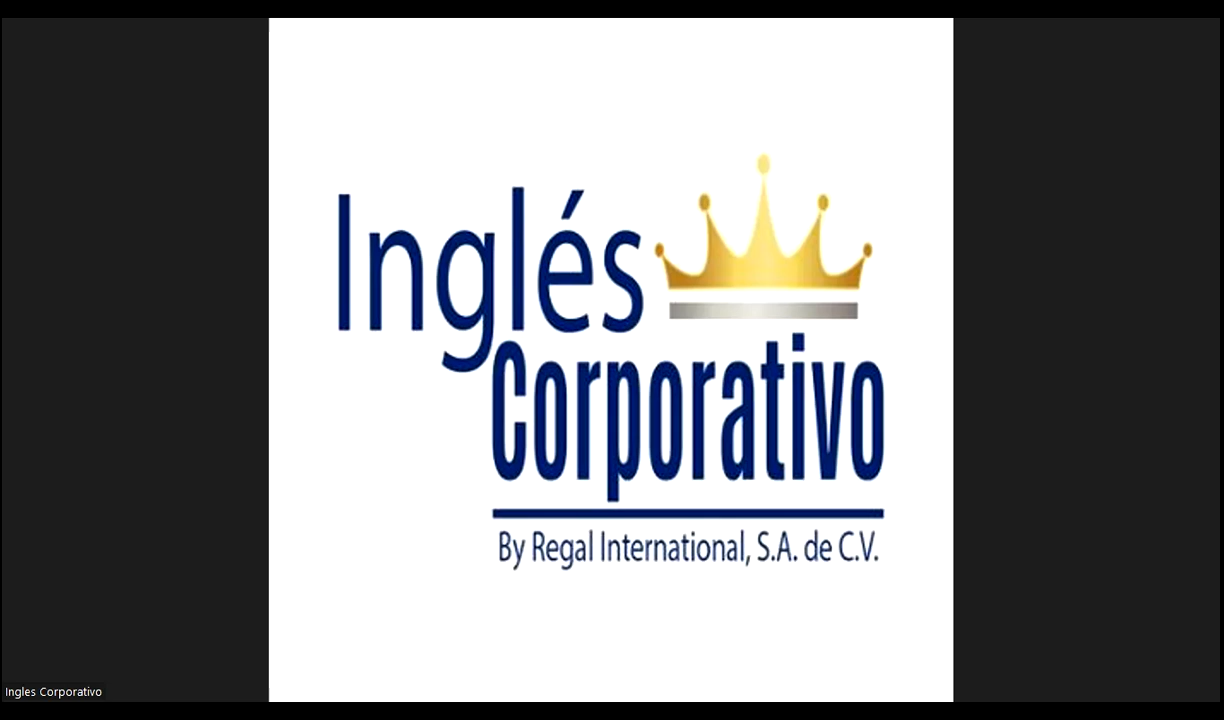 Inglés
Corporativo
By Regal International, S.A. de C.V.
Ingles Corporativo